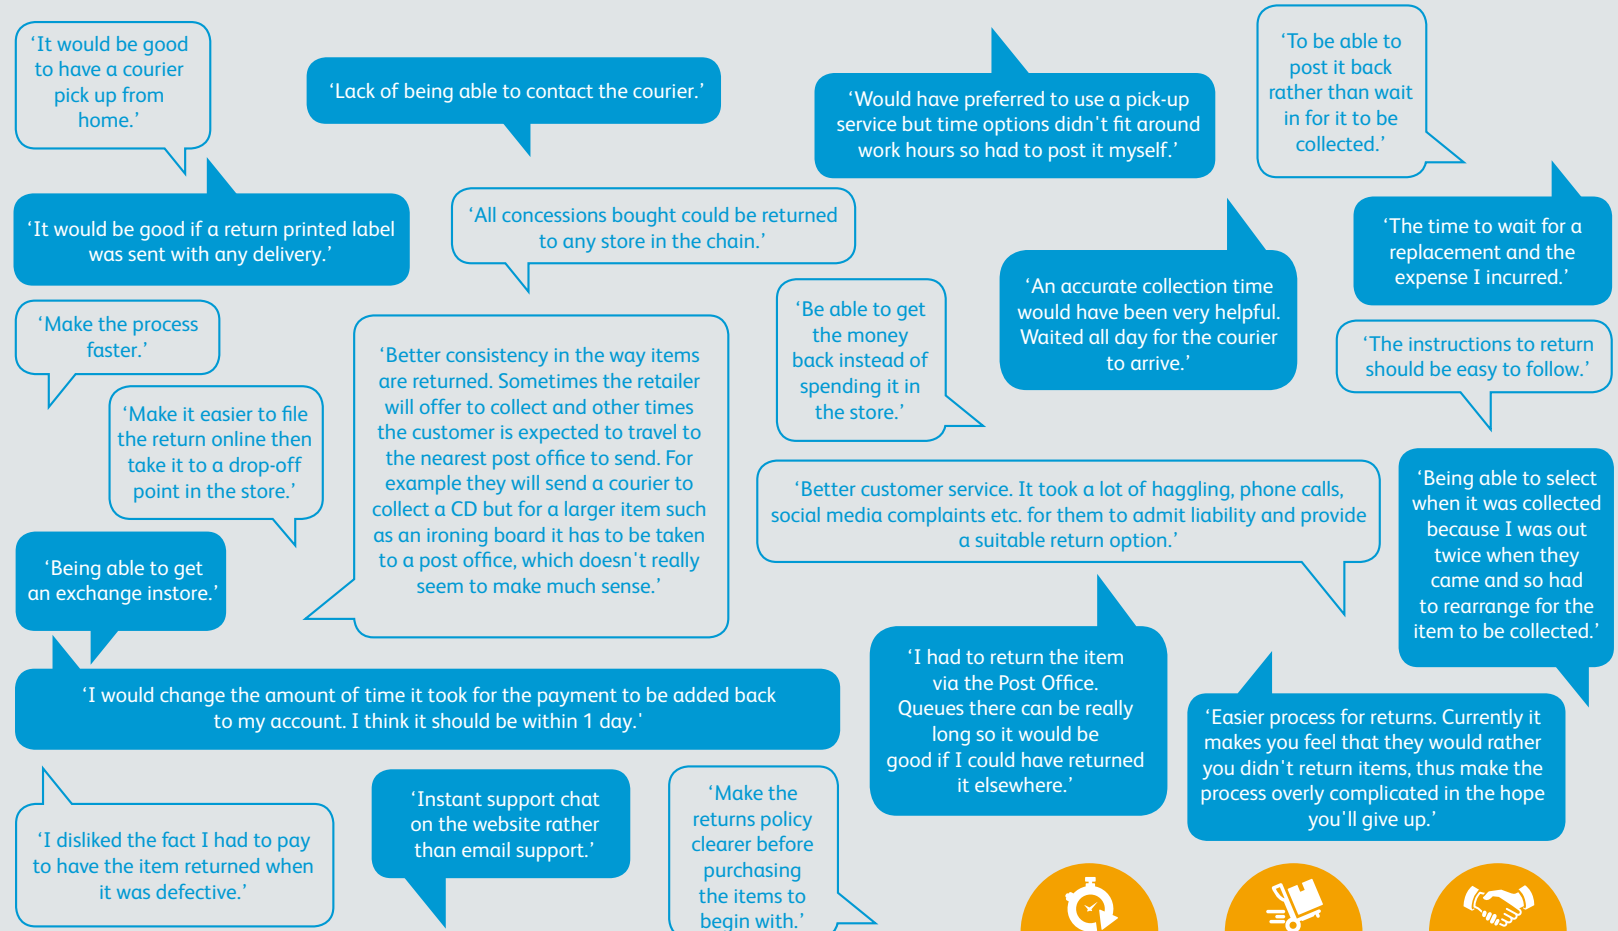 ‘It would be good
to have a courier
pick up from
home.’
‘Lack of being able to contact the courier.’
‘Would have preferred to use a pick-up
service but time options didn't fit around
work hours so had to post it myself.’
‘To be able to
post it back
rather than wait
in for it to be
collected.’
‘It would be good if a return printed label
was sent with any delivery.’
‘All concessions bought could be returned
to any store in the chain.’
‘The time to wait for a
replacement and the
expense I incurred.’
‘An accurate collection time
would have been very helpful.
Waited all day for the courier
to arrive.’
‘Be able to get
the money
back instead of
spending it in
the store.’
‘Make the process
faster.’
‘Better consistency in the way items
are returned. Sometimes the retailer
will offer to collect and other times
the customer is expected to travel to
the nearest post office to send. For
example they will send a courier to
collect a CD but for a larger item such
as an ironing board it has to be taken
to a post office, which doesn't really
seem to make much sense.’
‘The instructions to return
should be easy to follow.’
‘Make it easier to file
the return online then
take it to a drop-off
point in the store.’
‘Better customer service. It took a lot of haggling, phone calls,
social media complaints etc. for them to admit liability and provide
a suitable return option.’
‘Being able to select
when it was collected
because I was out
twice when they
came and so had
to rearrange for the
item to be collected.’
‘Being able to get
an exchange instore.’
‘I would change the amount of time it took for the payment to be added back
to my account. I think it should be within 1 day.'
‘I had to return the item
via the Post Office.
Queues there can be really
long so it would be
good if I could have returned
it elsewhere.’
‘Easier process for returns. Currently it
makes you feel that they would rather
you didn't return items, thus make the
process overly complicated in the hope
you'll give up.’
‘I disliked the fact I had to pay
to have the item returned when
it was defective.’
‘Instant support chat
on the website rather
than email support.’
‘Make the
returns policy
clearer before
purchasing
the items to
begin with.’